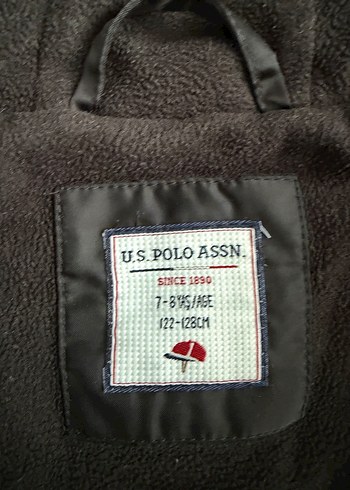 U.S. POLO ASSN.
SINCE 1890
7-8 YRS/AGE
122-128CM